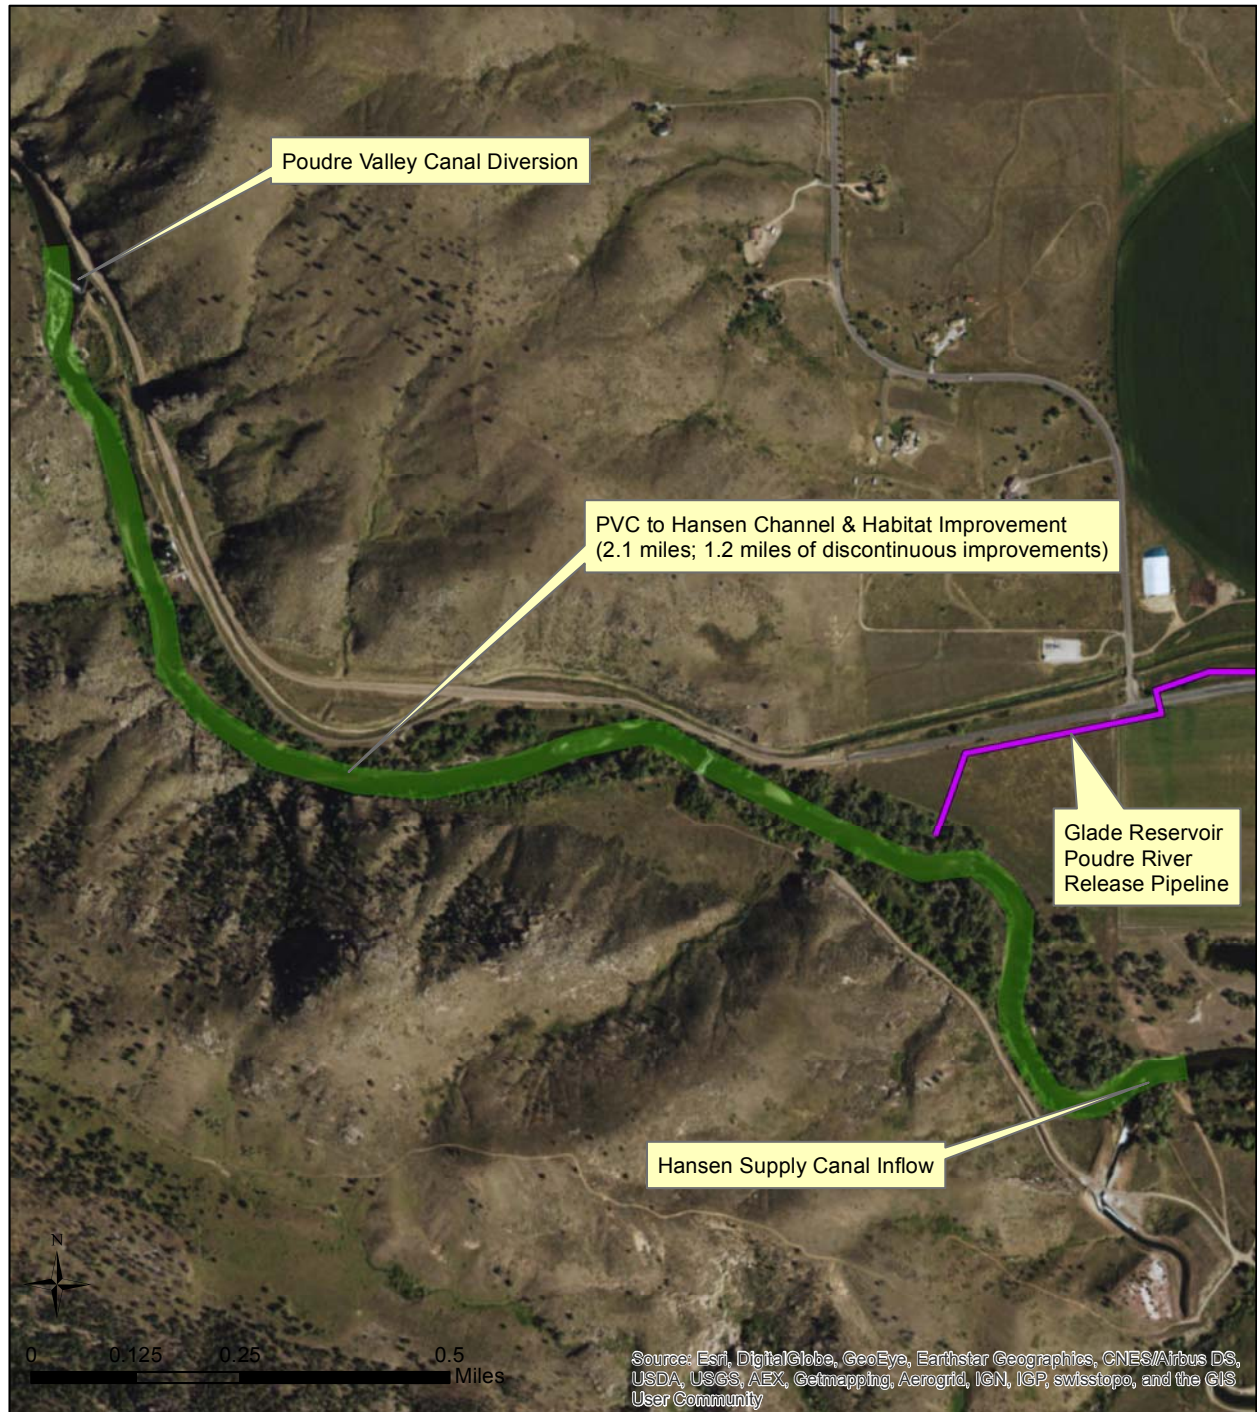 Poudre Valley Canal Diversion
PVC to Hansen Channel & Habitat Improvement
(2.1 miles; 1.2 miles of discontinuous improvements)
Glade Reservoir
Poudre River
Release Pipeline
Hansen Supply Canal Inflow
N
0 0.125 0.25 0.5
Miles
Source: Esri, DigitalGlobe, GeoEye, Earthstar Geographics, CNES/Airbus DS,
USDA, USGS, AEX, Getmapping, Aerogrid, IGN, IGP, swisstopo, and the GIS
User Community